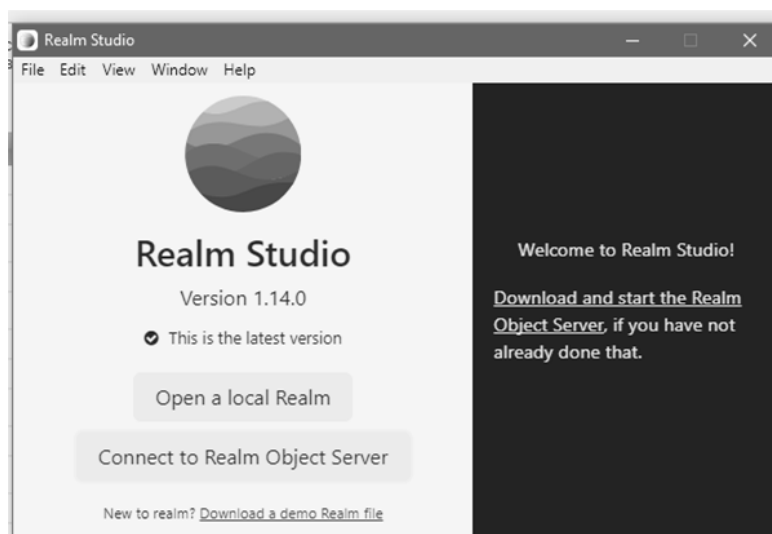 Realm Studio
File Edit View Window Help
Realm Studio
Version 1.14.0
This is the latest version
Open a local Realm
Connect to Realm Object Server
New to realm? Download a demo Realm file
Welcome to Realm Studio!
Download and start the Realm
Object Server, if you have not
already done that.